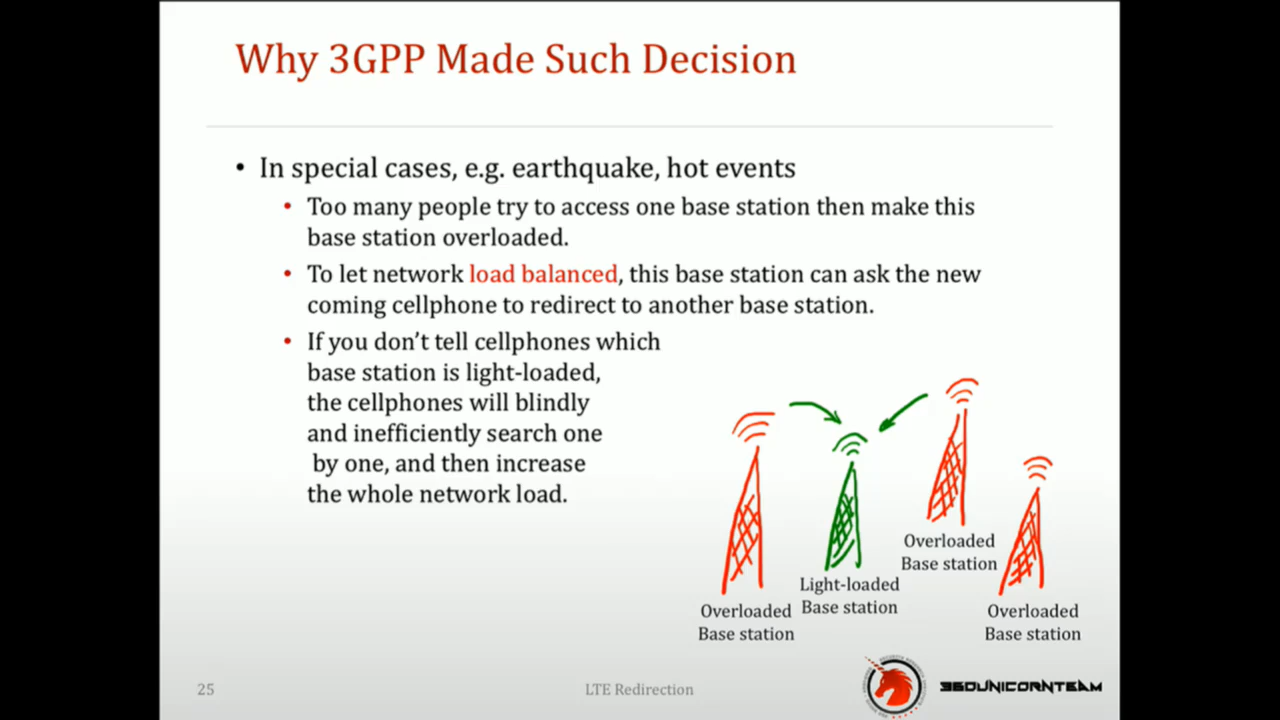 Why 3GPP Made Such Decision
• In special cases, e.g. earthquake, hot events
• Too many people try to access one base station then make this
base station overloaded.
• To let network load balanced, this base station can ask the new
coming cellphone to redirect to another base station.
• If you don’t tell cellphones which
base station is light-loaded,
the cellphones will blindly
and inefficiently search one
by one, and then increase
the whole network load.
Overloaded
Base station
Light-loaded
Base station
Overloaded
Base station
Overloaded
Base station
25
LTE Redirection
360UNICORNTEAM